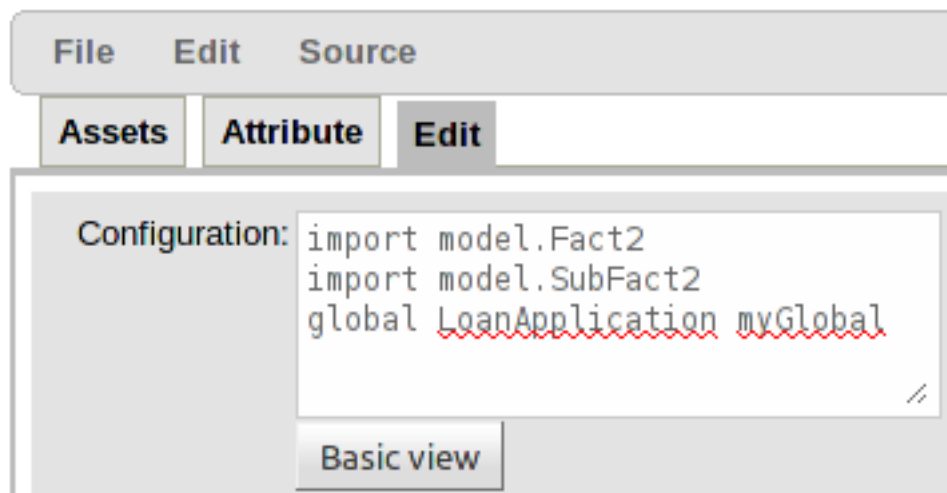 File Edit Source
Assets Attribute Edit
Configuration: import model.Fact2
import model.SubFact2
global LoanApplication myGlobal
Basic view